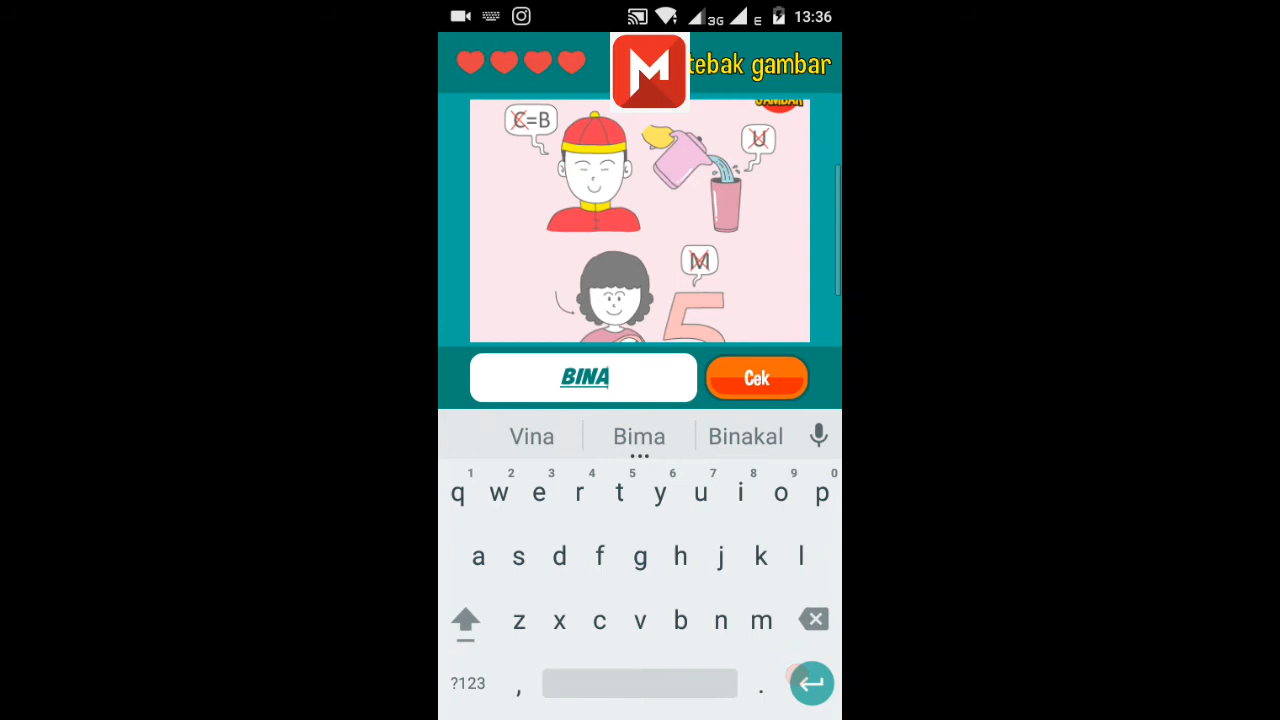 3G E 13:36
tebak gambar
GAMBAR
C=B
U
M
5
BINA Cek
Vina Bima Binakal
1 2 3 4 5 6 7 8 9 0
q w e r t y u i o p
a s d f g h j k l
z x c v b n m
?123 , .